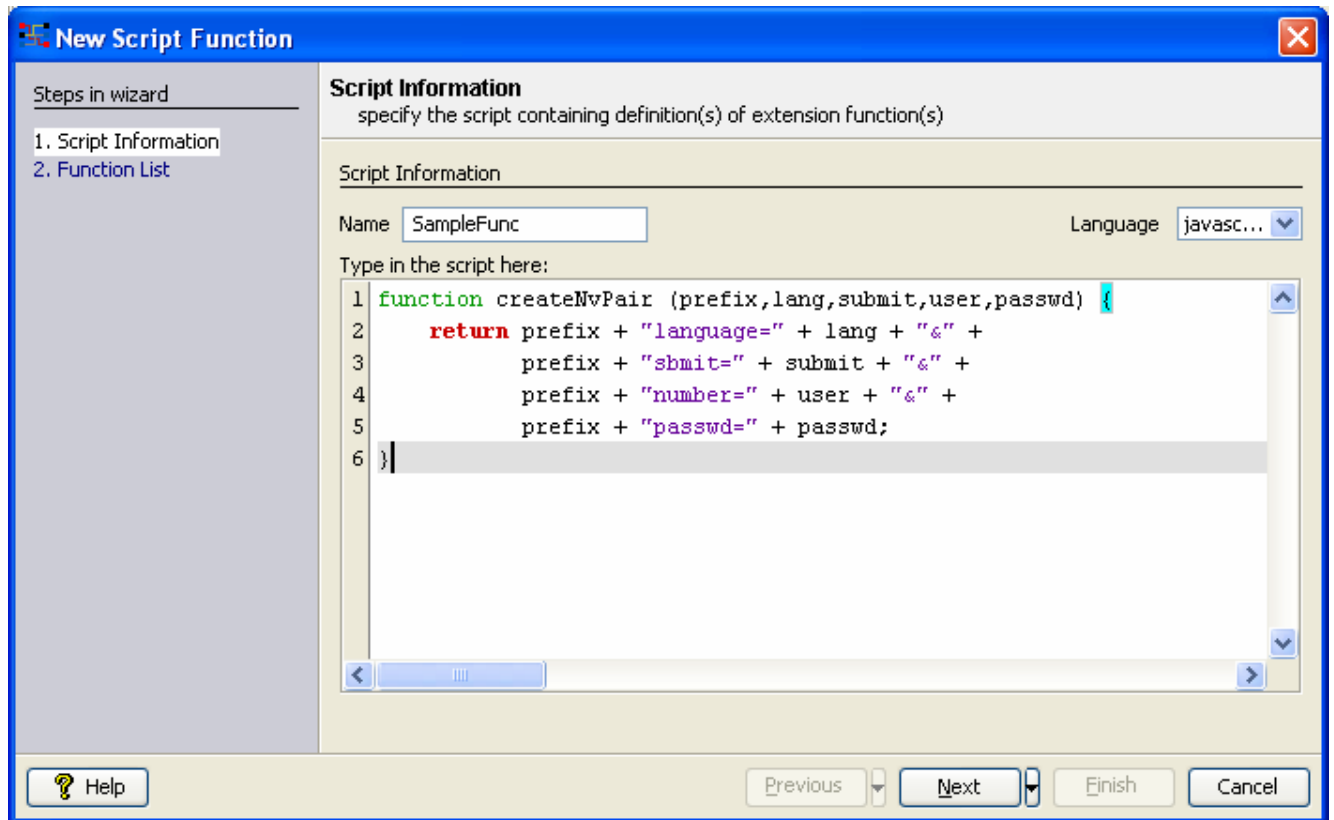 New Script Function
Steps in wizard
1. Script Information
2. Function List
Script Information
specify the script containing definition(s) of extension function(s)
Script Information
Name SampleFunc Language javasc...
Type in the script here:
1 function createNvPair (prefix,lang,submit,user,passwd) {
2 return prefix + "language=" + lang + "&" +
3 prefix + "sbmit=" + submit + "&" +
4 prefix + "number=" + user + "&" +
5 prefix + "passwd=" + passwd;
6 }
Help Previous Next Finish Cancel